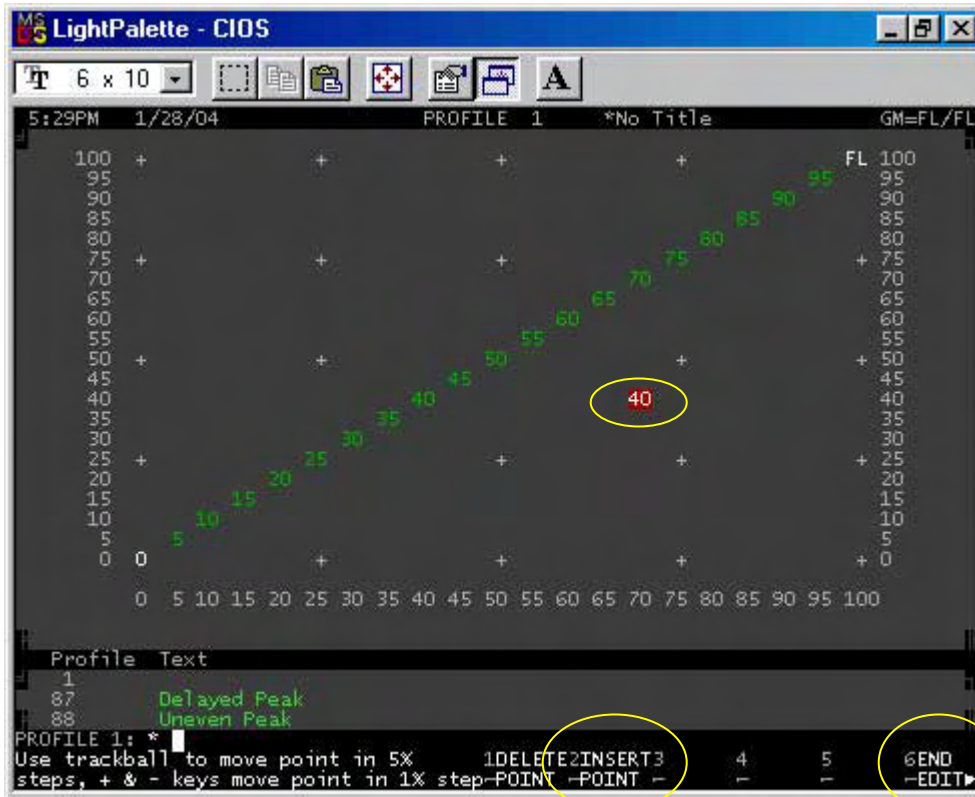 LightPalette - CIOS
6 x 10
A
5:29PM 1/28/04 PROFILE 1 *No Title GM=FL/FL
100 + + + + FL 100
95 95 95
90 90 90
85 85 85
80 80 80
75 + + + 75 + 75
70 70 70
65 65 65
60 60 60
55 55 55
50 + + 50 + + 50
45 45 45
40 40 40 40
35 35 35
30 30 30
25 + 25 + + + 25
20 20 20
15 15 15
10 10 10
5 5 5
0 0 + + + + 0
0 5 10 15 20 25 30 35 40 45 50 55 60 65 70 75 80 85 90 95 100
Profile Text
1
87 Delayed Peak
88 Uneven Peak
PROFILE 1: *
Use trackball to move point in 5% 1DELETE2INSERT3 4 5 6END
steps, + & - keys move point in 1% step-POINT -POINT - - - -EDIT▶